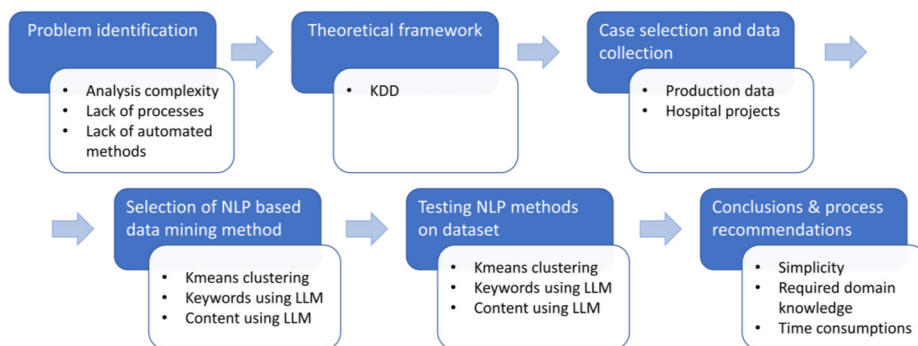 Problem identification
• Analysis complexity
• Lack of processes
• Lack of automated
methods
Theoretical framework
• KDD
Case selection and data
collection
• Production data
• Hospital projects
Selection of NLP based
data mining method
• Kmeans clustering
• Keywords using LLM
• Content using LLM
Testing NLP methods
on dataset
• Kmeans clustering
• Keywords using LLM
• Content using LLM
Conclusions & process
recommendations
• Simplicity
• Required domain
knowledge
• Time consumptions